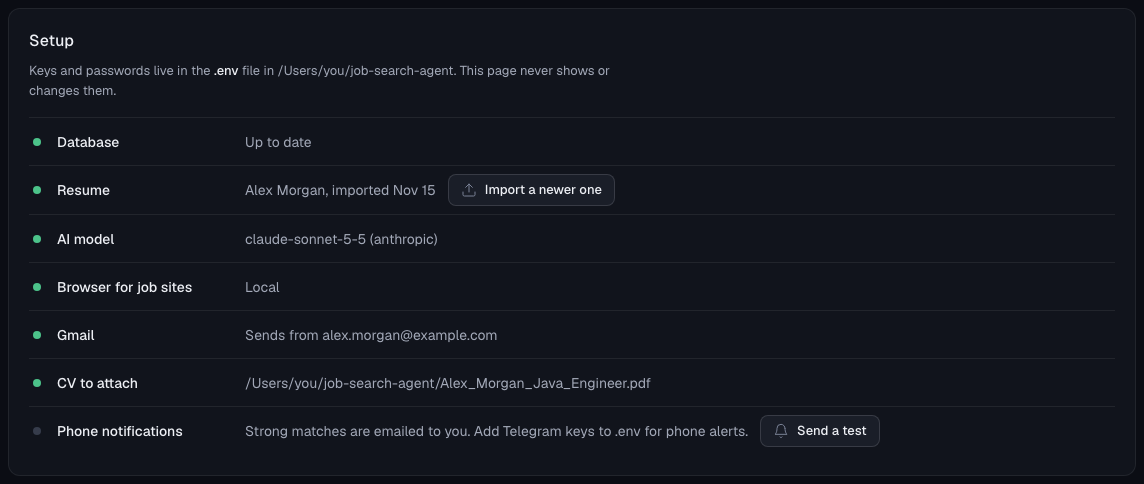 Setup
Keys and passwords live in the .env file in /Users/you/job-search-agent. This page never shows or
changes them.
Database Up to date
Resume Alex Morgan, imported Nov 15 Import a newer one
AI model claude-sonnet-5-5 (anthropic)
Browser for job sites Local
Gmail Sends from alex.morgan@example.com
CV to attach /Users/you/job-search-agent/Alex_Morgan_Java_Engineer.pdf
Phone notifications Strong matches are emailed to you. Add Telegram keys to .env for phone alerts. Send a test